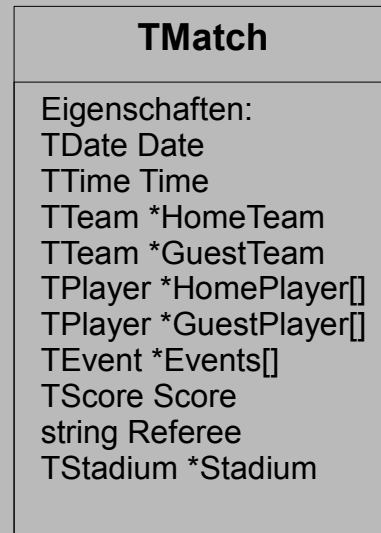 TMatch
Eigenschaften:
TDate Date
TTime Time
TTeam *HomeTeam
TTeam *GuestTeam
TPlayer *HomePlayer[]
TPlayer *GuestPlayer[]
TEvent *Events[]
TScore Score
string Referee
TStadium *Stadium